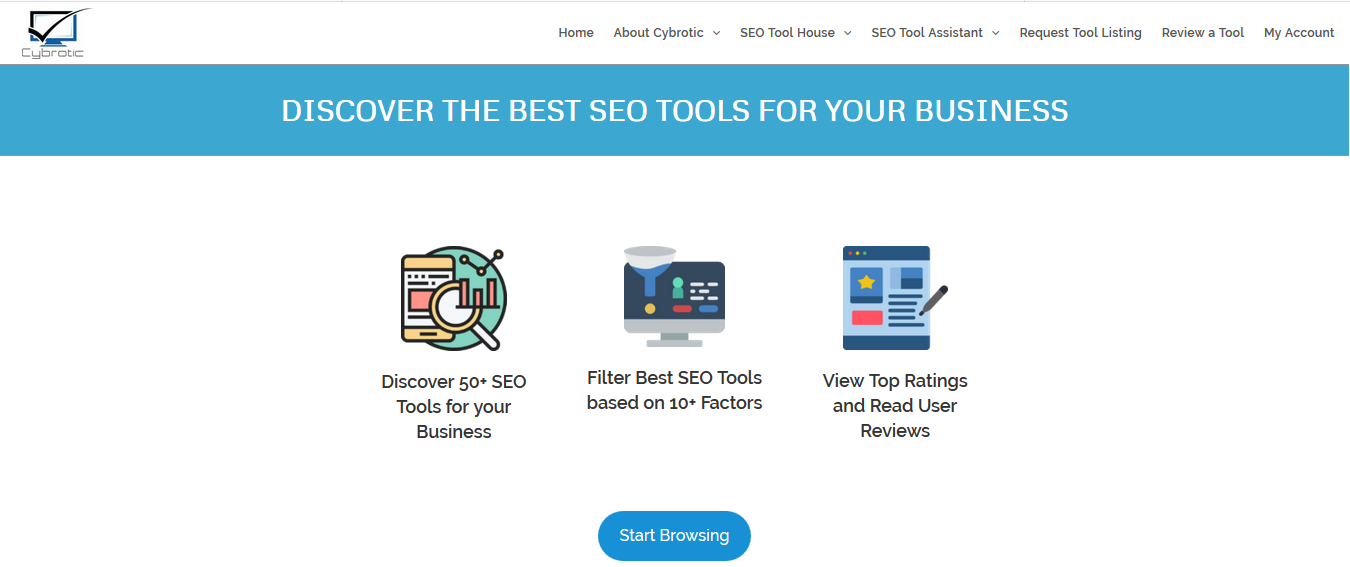 Cybrotic
Home About Cybrotic SEO Tool House SEO Tool Assistant Request Tool Listing Review a Tool My Account
DISCOVER THE BEST SEO TOOLS FOR YOUR BUSINESS
Discover 50+ SEO
Tools for your
Business
Filter Best SEO Tools
based on 10+ Factors
View Top Ratings
and Read User
Reviews
Start Browsing